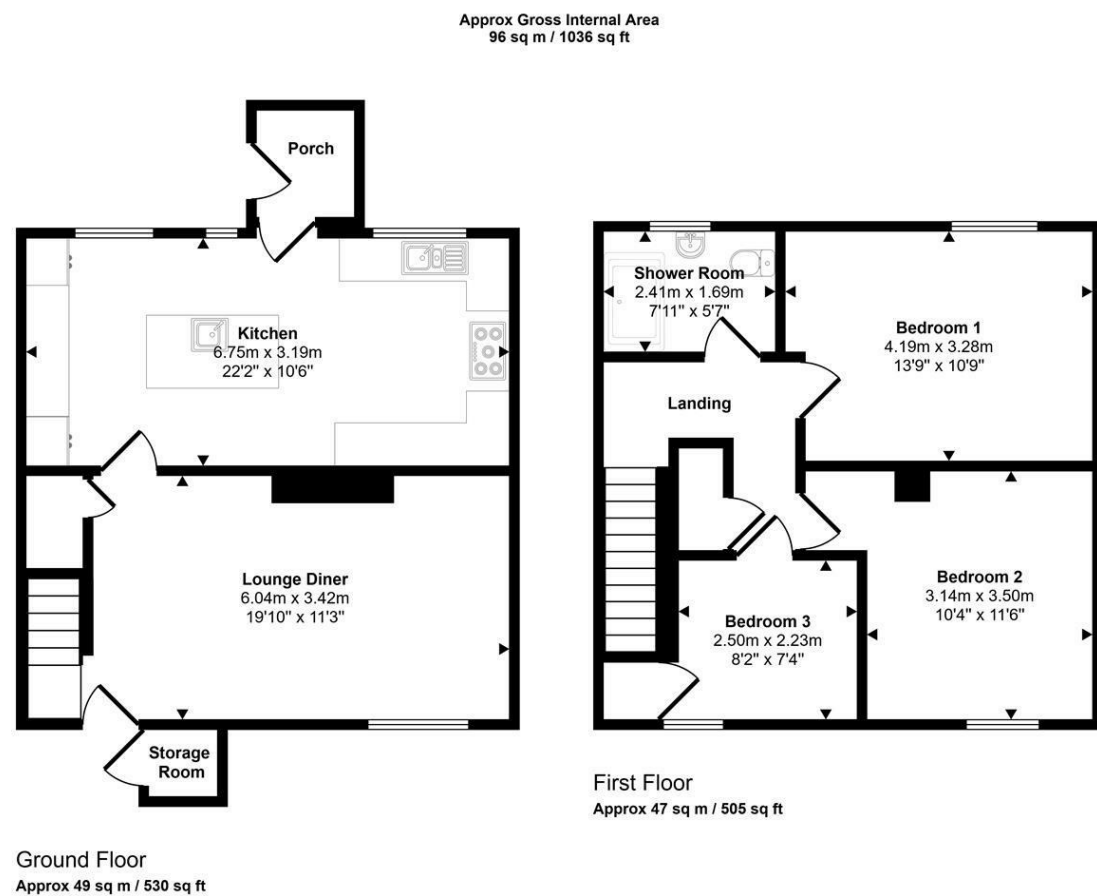 Approx Gross Internal Area
96 sq m / 1036 sq ft
Porch
Kitchen
6.75m x 3.19m
22'2" x 10'6"
Lounge Diner
6.04m x 3.42m
19'10" x 11'3"
Storage
Room
Ground Floor
Approx 49 sq m / 530 sq ft
Shower Room
2.41m x 1.69m
7'11" x 5'7"
Bedroom 1
4.19m x 3.28m
13'9" x 10'9"
Landing
Bedroom 2
3.14m x 3.50m
10'4" x 11'6"
Bedroom 3
2.50m x 2.23m
8'2" x 7'4"
First Floor
Approx 47 sq m / 505 sq ft